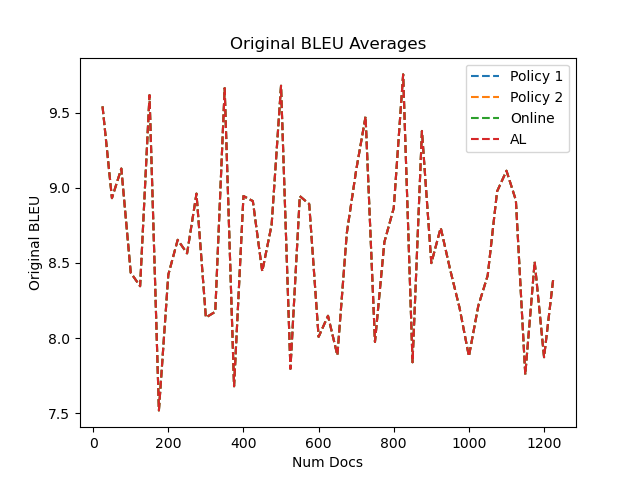 Original BLEU Averages
Policy 1
Policy 2
Online
AL
Original BLEU
9.5
9.0
8.5
8.0
7.5
0 200 400 600 800 1000 1200
Num Docs